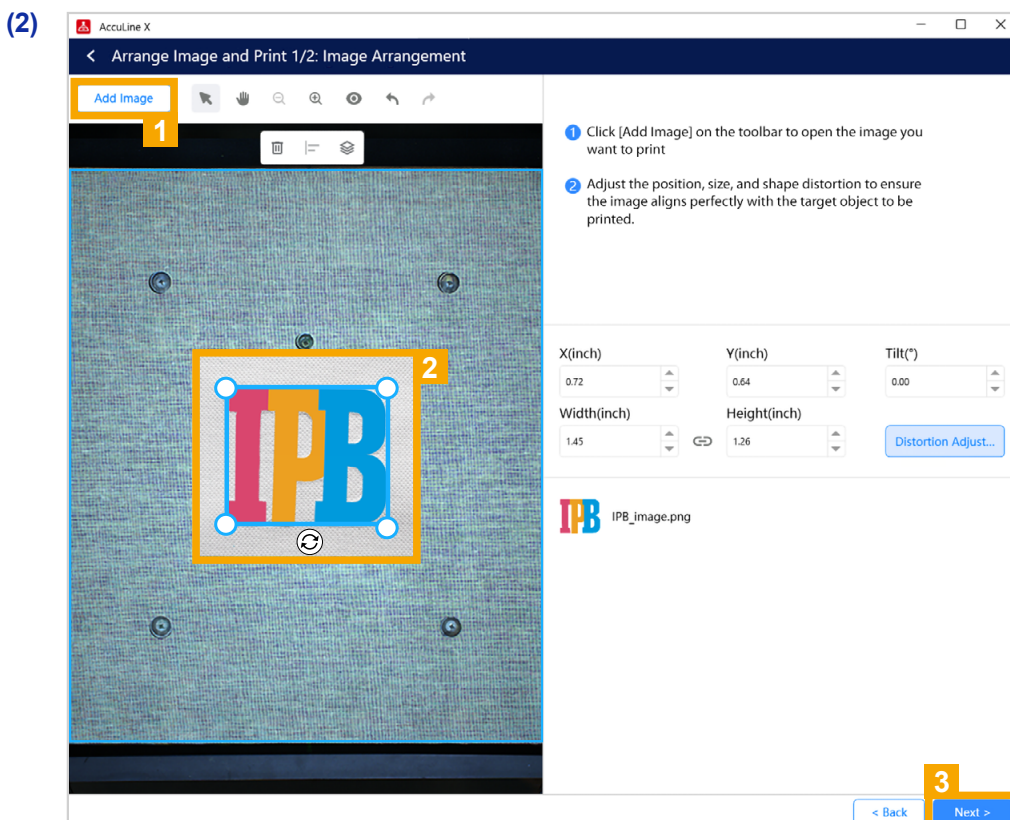 (2)
AccuLine X
< Arrange Image and Print 1/2: Image Arrangement
Add Image
1
1 Click [Add Image] on the toolbar to open the image you
want to print
2 Adjust the position, size, and shape distortion to ensure
the image aligns perfectly with the target object to be
printed.
2
IPB
X(inch) Y(inch) Tilt(°)
0.72 0.64 0.00
Width(inch) Height(inch)
1.45 1.26 Distortion Adjust...
IPB IPB_image.png
3
< Back Next >